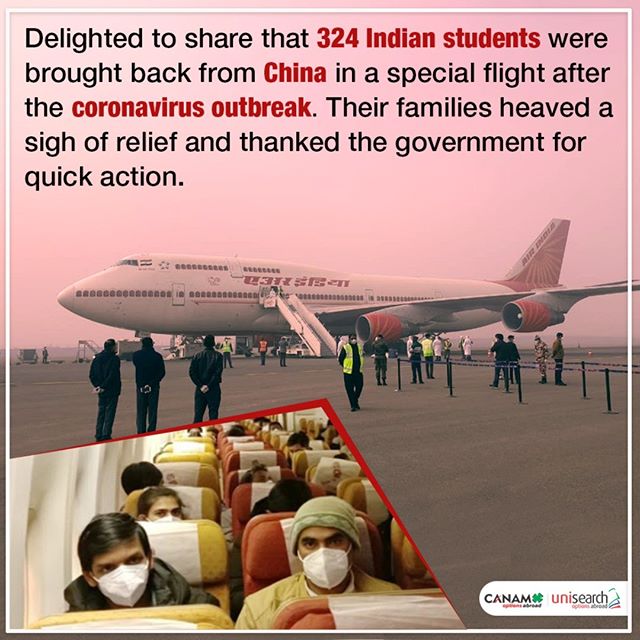 Delighted to share that 324 Indian students were
brought back from China in a special flight after
the coronavirus outbreak. Their families heaved a
sigh of relief and thanked the government for
quick action.
AIR INDIA
एअर इंडिया
CANAM
options abroad
unisearch
options abroad